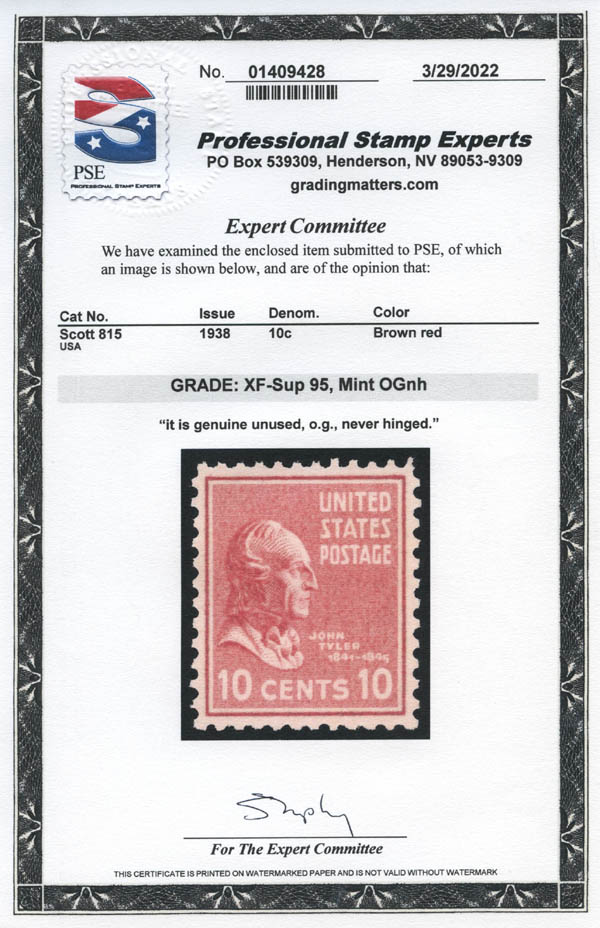 No. 01409428 3/29/2022
PSE
PROFESSIONAL STAMP EXPERTS
Professional Stamp Experts
PO Box 539309, Henderson, NV 89053-9309
gradingmatters.com
Expert Committee
We have examined the enclosed item submitted to PSE, of which
an image is shown below, and are of the opinion that:
Cat No. Issue Denom. Color
Scott 815 1938 10c Brown red
USA
GRADE: XF-Sup 95, Mint OGnh
“it is genuine unused, o.g., never hinged.”
UNITED
STATES
POSTAGE
JOHN
TYLER
1841-1845
10 CENTS 10
For The Expert Committee
THIS CERTIFICATE IS PRINTED ON WATERMARKED PAPER AND IS NOT VALID WITHOUT WATERMARK